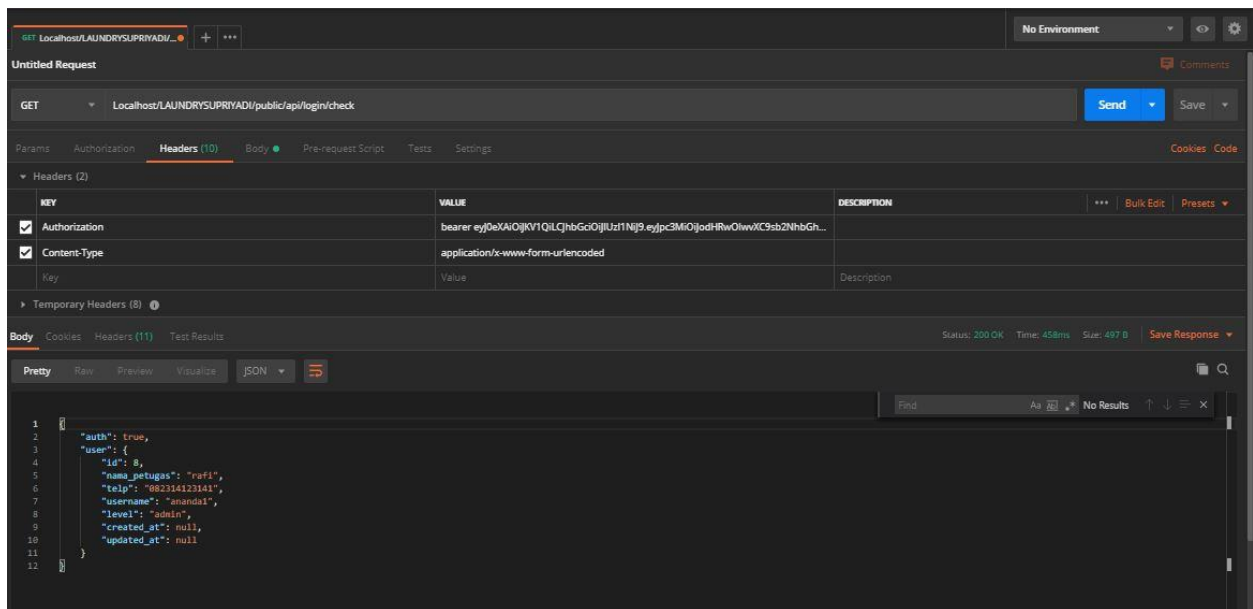 GET Localhost/LAUNDRYSUPRIYADI/... + ••• No Environment
Untitled Request Comments
GET Localhost/LAUNDRYSUPRIYADI/public/api/login/check Send Save
Params Authorization Headers (10) Body Pre-request Script Tests Settings Cookies Code
Headers (2)
KEY VALUE DESCRIPTION ••• Bulk Edit Presets
Authorization bearer
Content-Type application/x-www-form-urlencoded
Key Value Description
Temporary Headers (8)
Body Cookies Headers (11) Test Results Status: 200 OK Time: 458ms Size: 497 B Save Response
Pretty Raw Preview Visualize JSON
Find Aa No Results
1 {
2 "auth": true,
3 "user": {
4 "id": 8,
5 "nama_petugas": "rafi",
6 "telp": "082314123141",
7 "username": "ananda1",
8 "level": "admin",
9 "created_at": null,
10 "updated_at": null
11 }
12 }